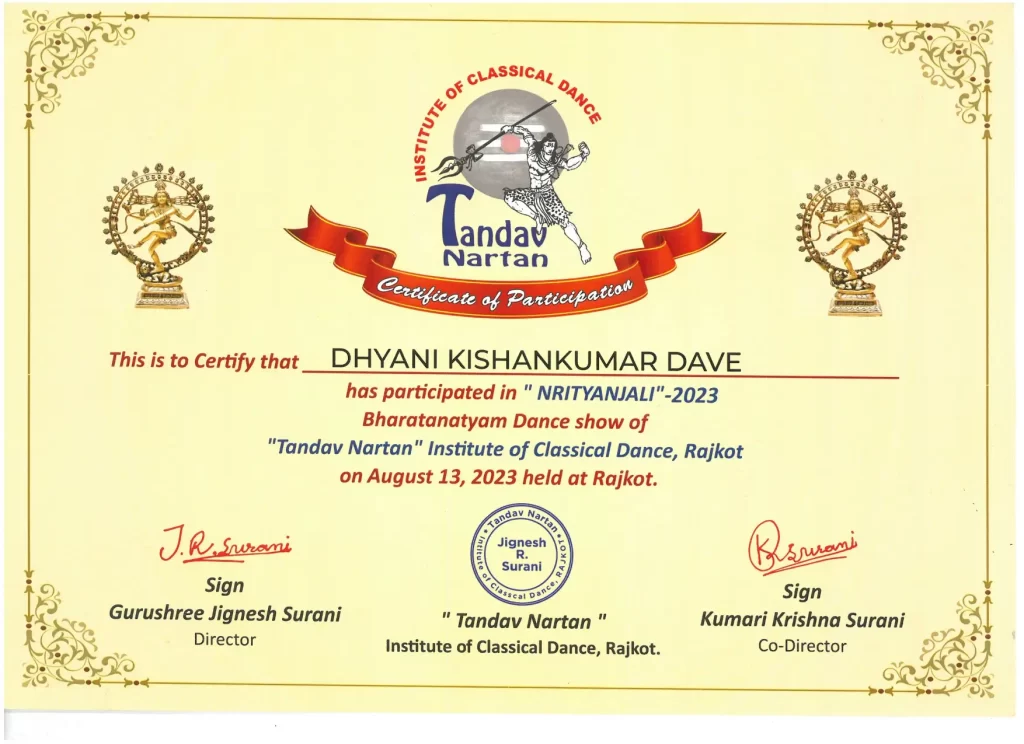 INSTITUTE OF CLASSICAL DANCE
Tandav
Nartan
Certificate of Participation
This is to Certify that DHYANI KISHANKUMAR DAVE
has participated in " NRITYANJALI"-2023
Bharatanatyam Dance show of
"Tandav Nartan" Institute of Classical Dance, Rajkot
on August 13, 2023 held at Rajkot.
J.R.Surani
Sign
Gurushree Jignesh Surani
Director
Tandav Nartan
Institute of Classcal Dance, RAJKOT
Jignesh
R.
Surani
" Tandav Nartan "
Institute of Classical Dance, Rajkot.
K R Surani
Sign
Kumari Krishna Surani
Co-Director